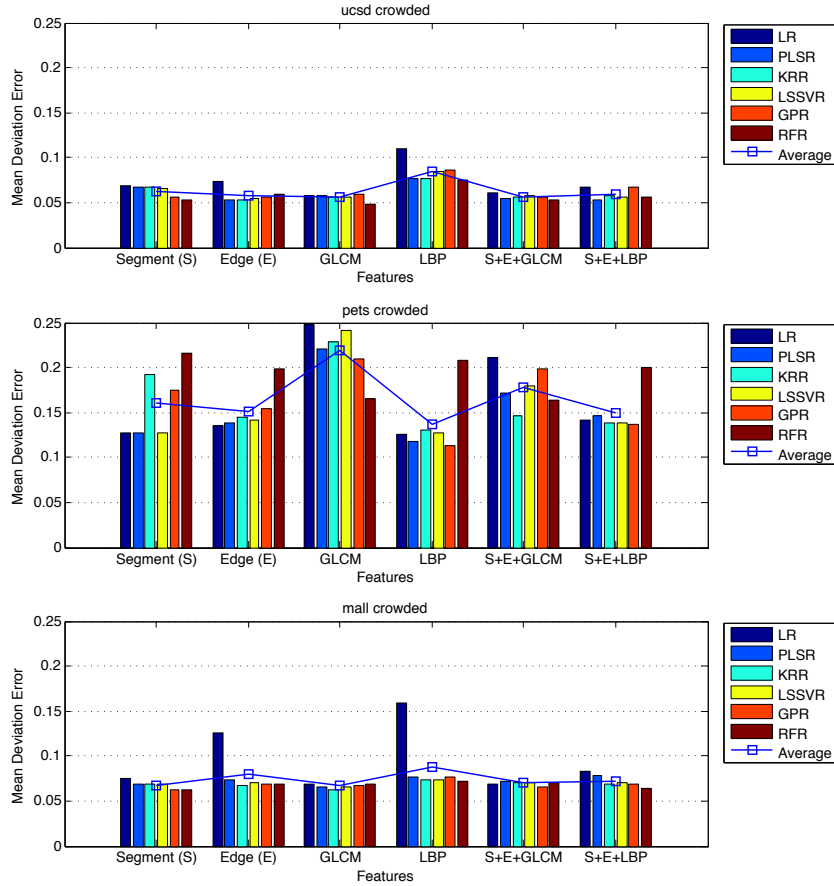 ucsd crowded
0.25
0.2
0.15
0.1
0.05
0
Mean Deviation Error
Segment (S) Edge (E) GLCM LBP S+E+GLCM S+E+LBP
Features
LR
PLSR
KRR
LSSVR
GPR
RFR
Average
pets crowded
0.25
0.2
0.15
0.1
0.05
0
Mean Deviation Error
Segment (S) Edge (E) GLCM LBP S+E+GLCM S+E+LBP
Features
LR
PLSR
KRR
LSSVR
GPR
RFR
Average
mall crowded
0.25
0.2
0.15
0.1
0.05
0
Mean Deviation Error
Segment (S) Edge (E) GLCM LBP S+E+GLCM S+E+LBP
Features
LR
PLSR
KRR
LSSVR
GPR
RFR
Average